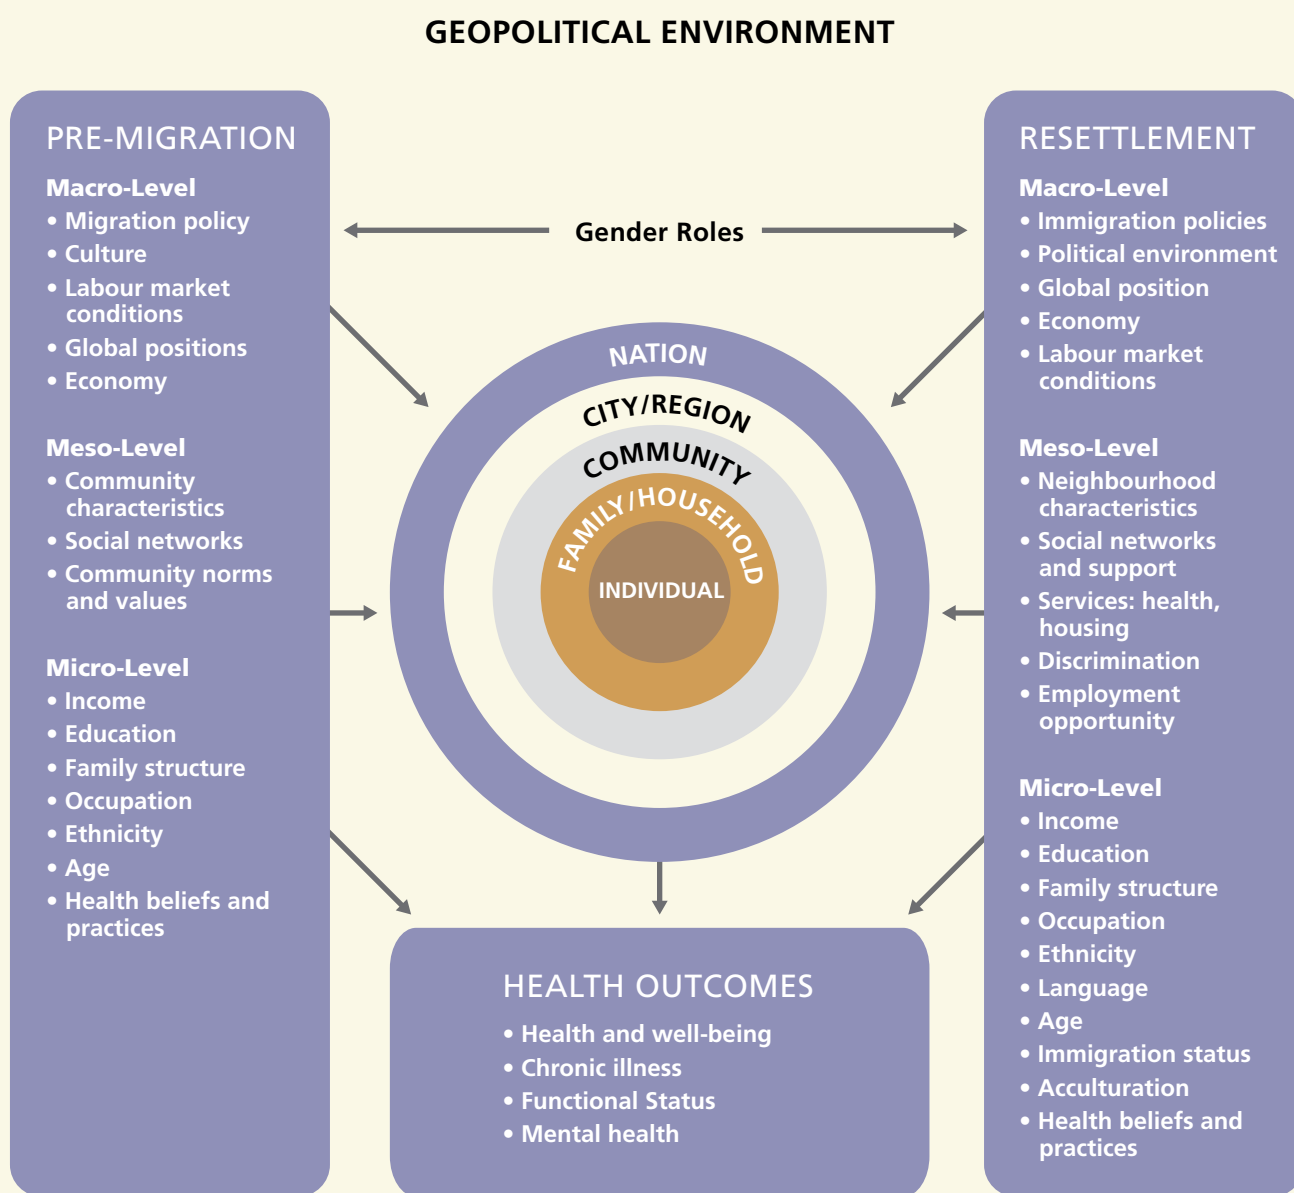 GEOPOLITICAL ENVIRONMENT
PRE-MIGRATION
Macro-Level
• Migration policy
• Culture
• Labour market
conditions
• Global positions
• Economy
Meso-Level
• Community
characteristics
• Social networks
• Community norms
and values
Micro-Level
• Income
• Education
• Family structure
• Occupation
• Ethnicity
• Age
• Health beliefs and
practices
Gender Roles
NATION
CITY/REGION
COMMUNITY
FAMILY/HOUSEHOLD
INDIVIDUAL
RESETTLEMENT
Macro-Level
• Immigration policies
• Political environment
• Global position
• Economy
• Labour market
conditions
Meso-Level
• Neighbourhood
characteristics
• Social networks
and support
• Services: health,
housing
• Discrimination
• Employment
opportunity
Micro-Level
• Income
• Education
• Family structure
• Occupation
• Ethnicity
• Language
• Age
• Immigration status
• Acculturation
• Health beliefs and
practices
HEALTH OUTCOMES
• Health and well-being
• Chronic illness
• Functional Status
• Mental health